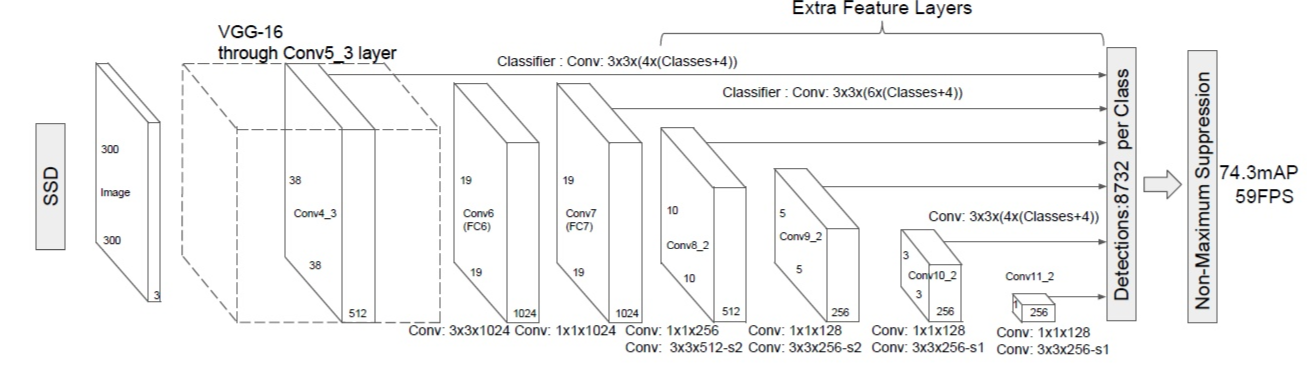 Extra Feature Layers
VGG-16
through Conv5_3 layer
Classifier : Conv: 3x3x(4x(Classes+4))
Classifier : Conv: 3x3x(6x(Classes+4))
SSD
300
Image
300
3
38
Conv4_3
38
512
19
Conv6
(FC6)
19
1024
19
Conv7
(FC7)
19
1024
10
Conv8_2
10
512
5
Conv9_2
5
256
Conv: 3x3x(4x(Classes+4))
3
Conv10_2
3
256
Conv11_2
1
256
Detections:8732 per Class
Non-Maximum Suppression
74.3mAP
59FPS
Conv: 3x3x1024
Conv: 1x1x1024
Conv: 1x1x256
Conv: 3x3x512-s2
Conv: 1x1x128
Conv: 3x3x256-s2
Conv: 1x1x128
Conv: 3x3x256-s1
Conv: 1x1x128
Conv: 3x3x256-s1